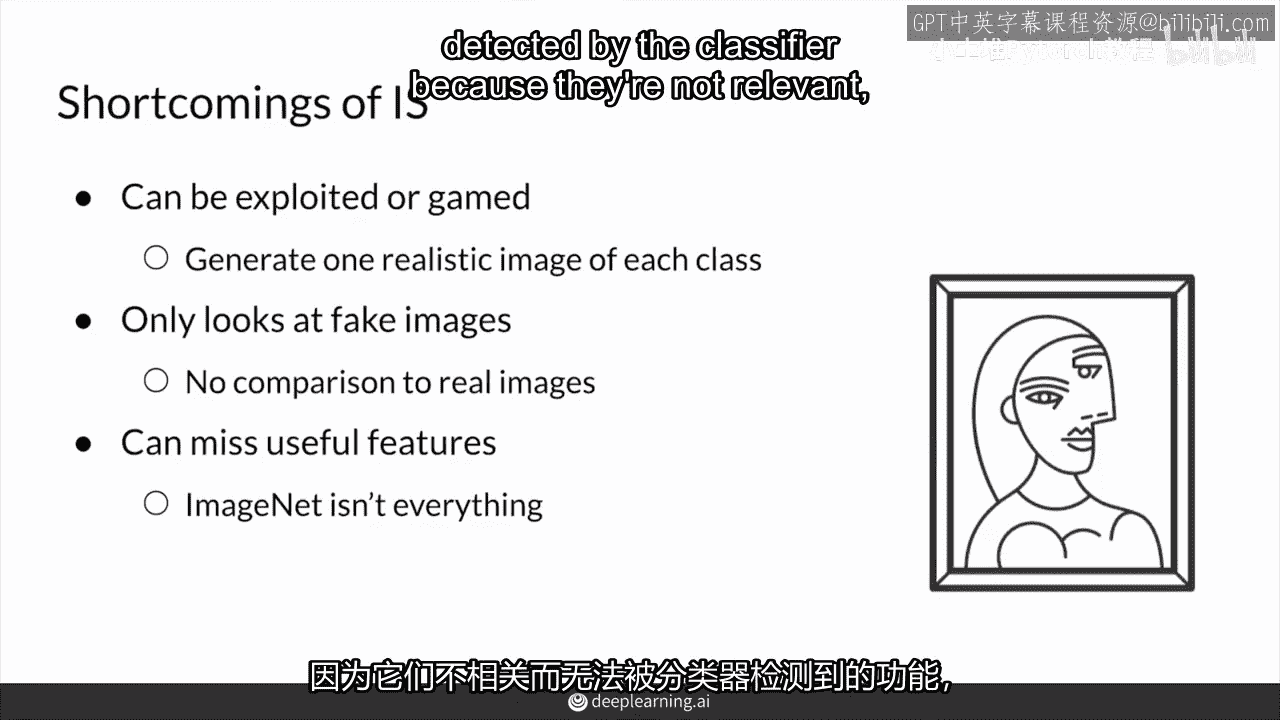 GPT中英字幕课程资源@bilibili.com
detected by the classifier
because they're not relevant,
Shortcomings of IS
● Can be exploited or gamed
○ Generate one realistic image of each class
● Only looks at fake images
○ No comparison to real images
● Can miss useful features
○ ImageNet isn't everything
因为它们不相关而无法被分类器检测到的功能,
deeplearning.ai